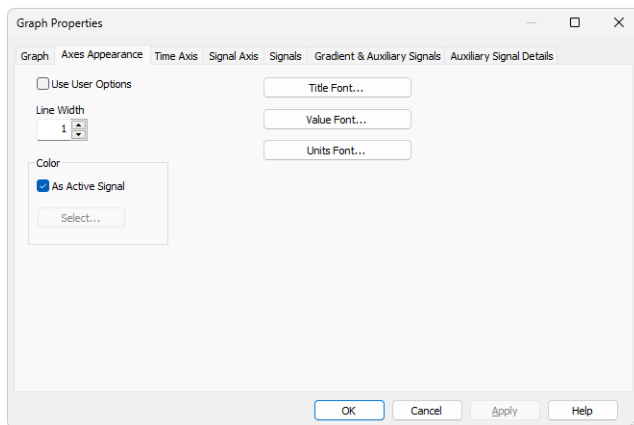 Graph Properties
Graph Axes Appearance Time Axis Signal Axis Signals Gradient & Auxiliary Signals Auxiliary Signal Details
Use User Options
Title Font...
Line Width
1
Value Font...
Units Font...
Color
As Active Signal
Select...
OK Cancel Apply Help